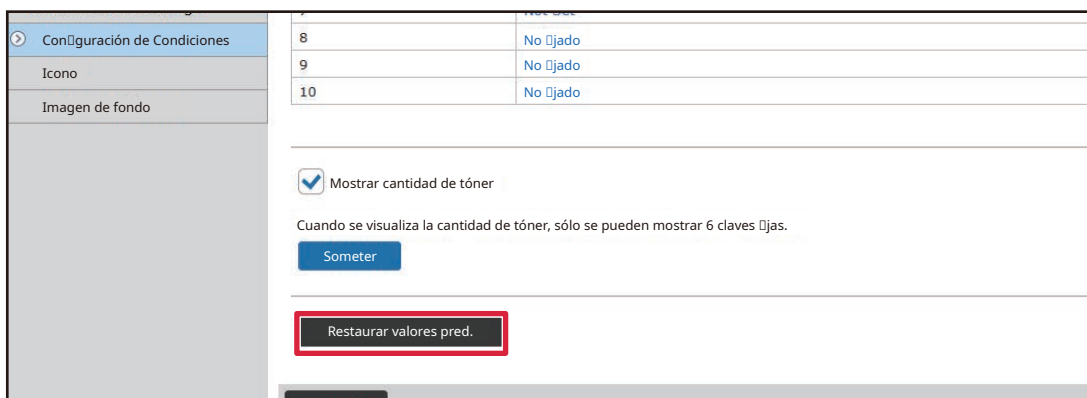 Con▯guración de Condiciones
Icono
Imagen de fondo
8 No ▯jado
9 No ▯jado
10 No ▯jado
Mostrar cantidad de tóner
Cuando se visualiza la cantidad de tóner, sólo se pueden mostrar 6 claves ▯jas.
Someter
Restaurar valores pred.